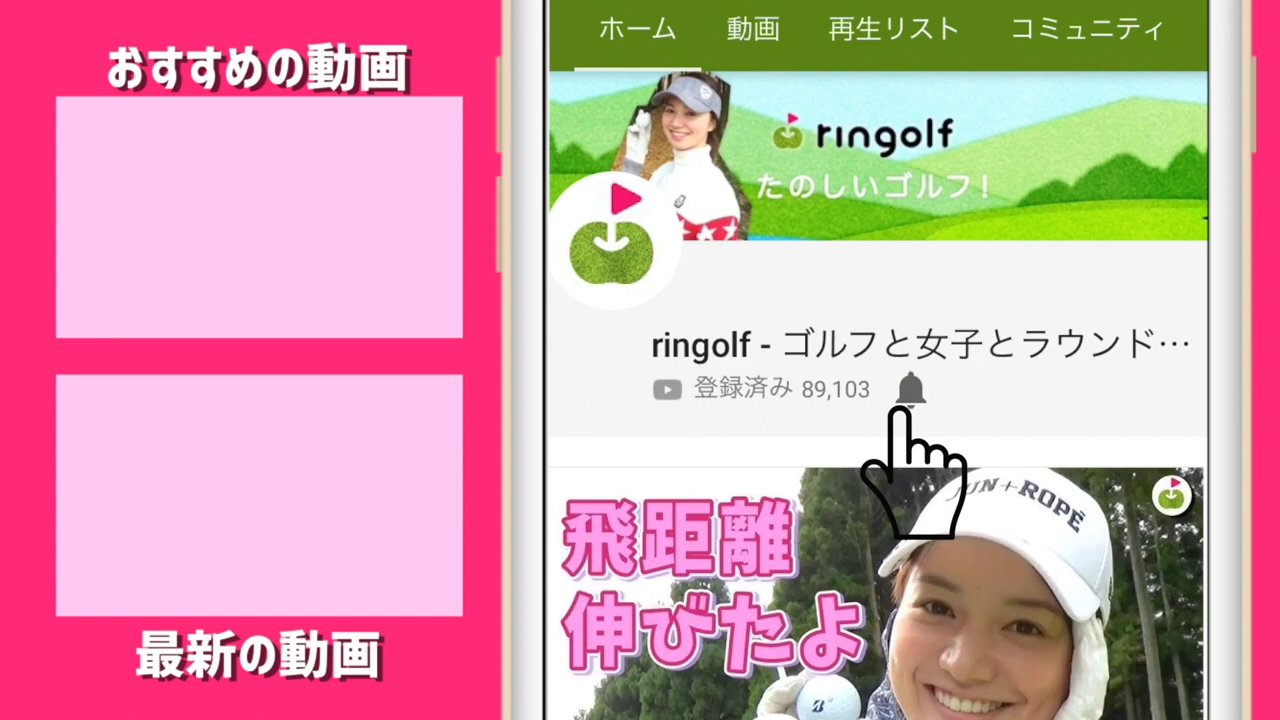 おすすめの動画
最新の動画
ホーム 動画 再生リスト コミュニティ
ringolf
たのしいゴルフ!
ringolf - ゴルフと女子とラウンド…
登録済み 89,103
JUN+ROPÉ
飛距離
伸びたよ
B